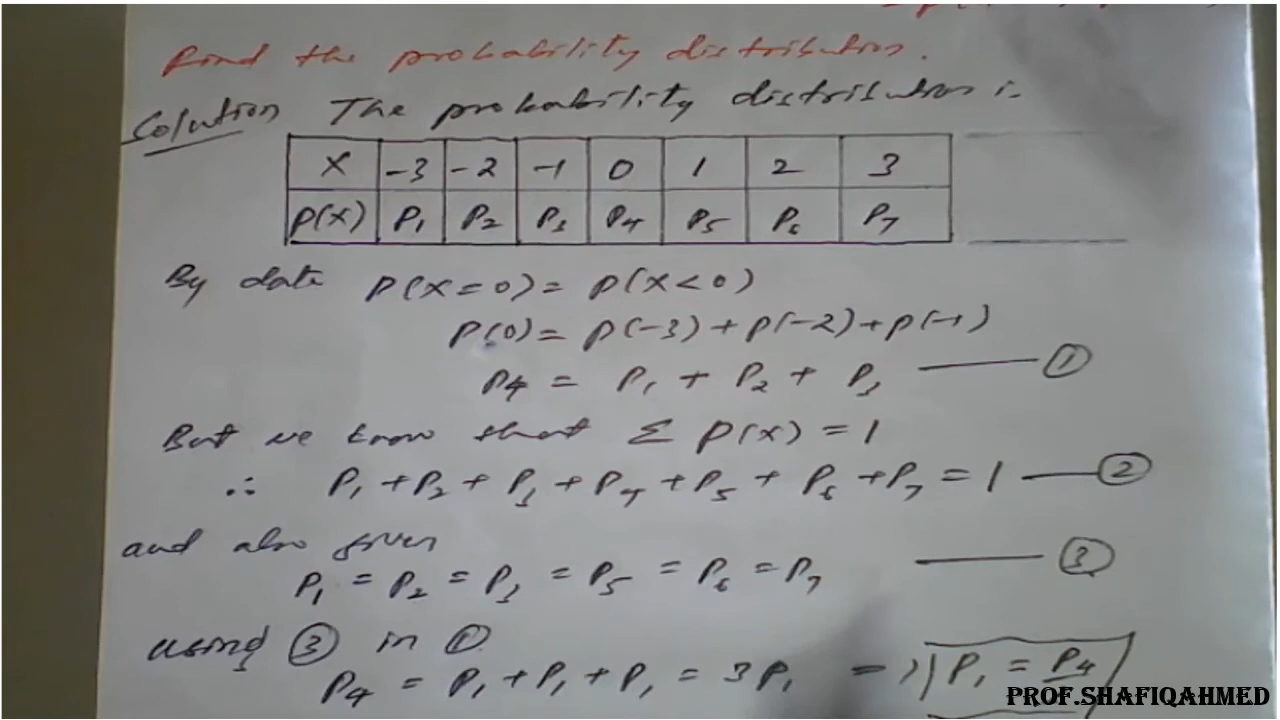 Find the probability distribution.
Solution The probability distribution is
X -3 -2 -1 0 1 2 3
P(X) P1 P2 P3 P4 P5 P6 P7
By data P(X=0) = P(X<0)
P(0) = P(-3) + P(-2) + P(-1)
P4 = P1 + P2 + P3 ——— ①
But we know that Σ P(X) = 1
∴ P1 + P2 + P3 + P4 + P5 + P6 + P7 = 1 —— ②
and also given
P1 = P2 = P3 = P5 = P6 = P7 ——— ③
using ③ in ①
P4 = P1 + P1 + P1 = 3P1 => P1 = P4
PROF.SHAFIQAHMED